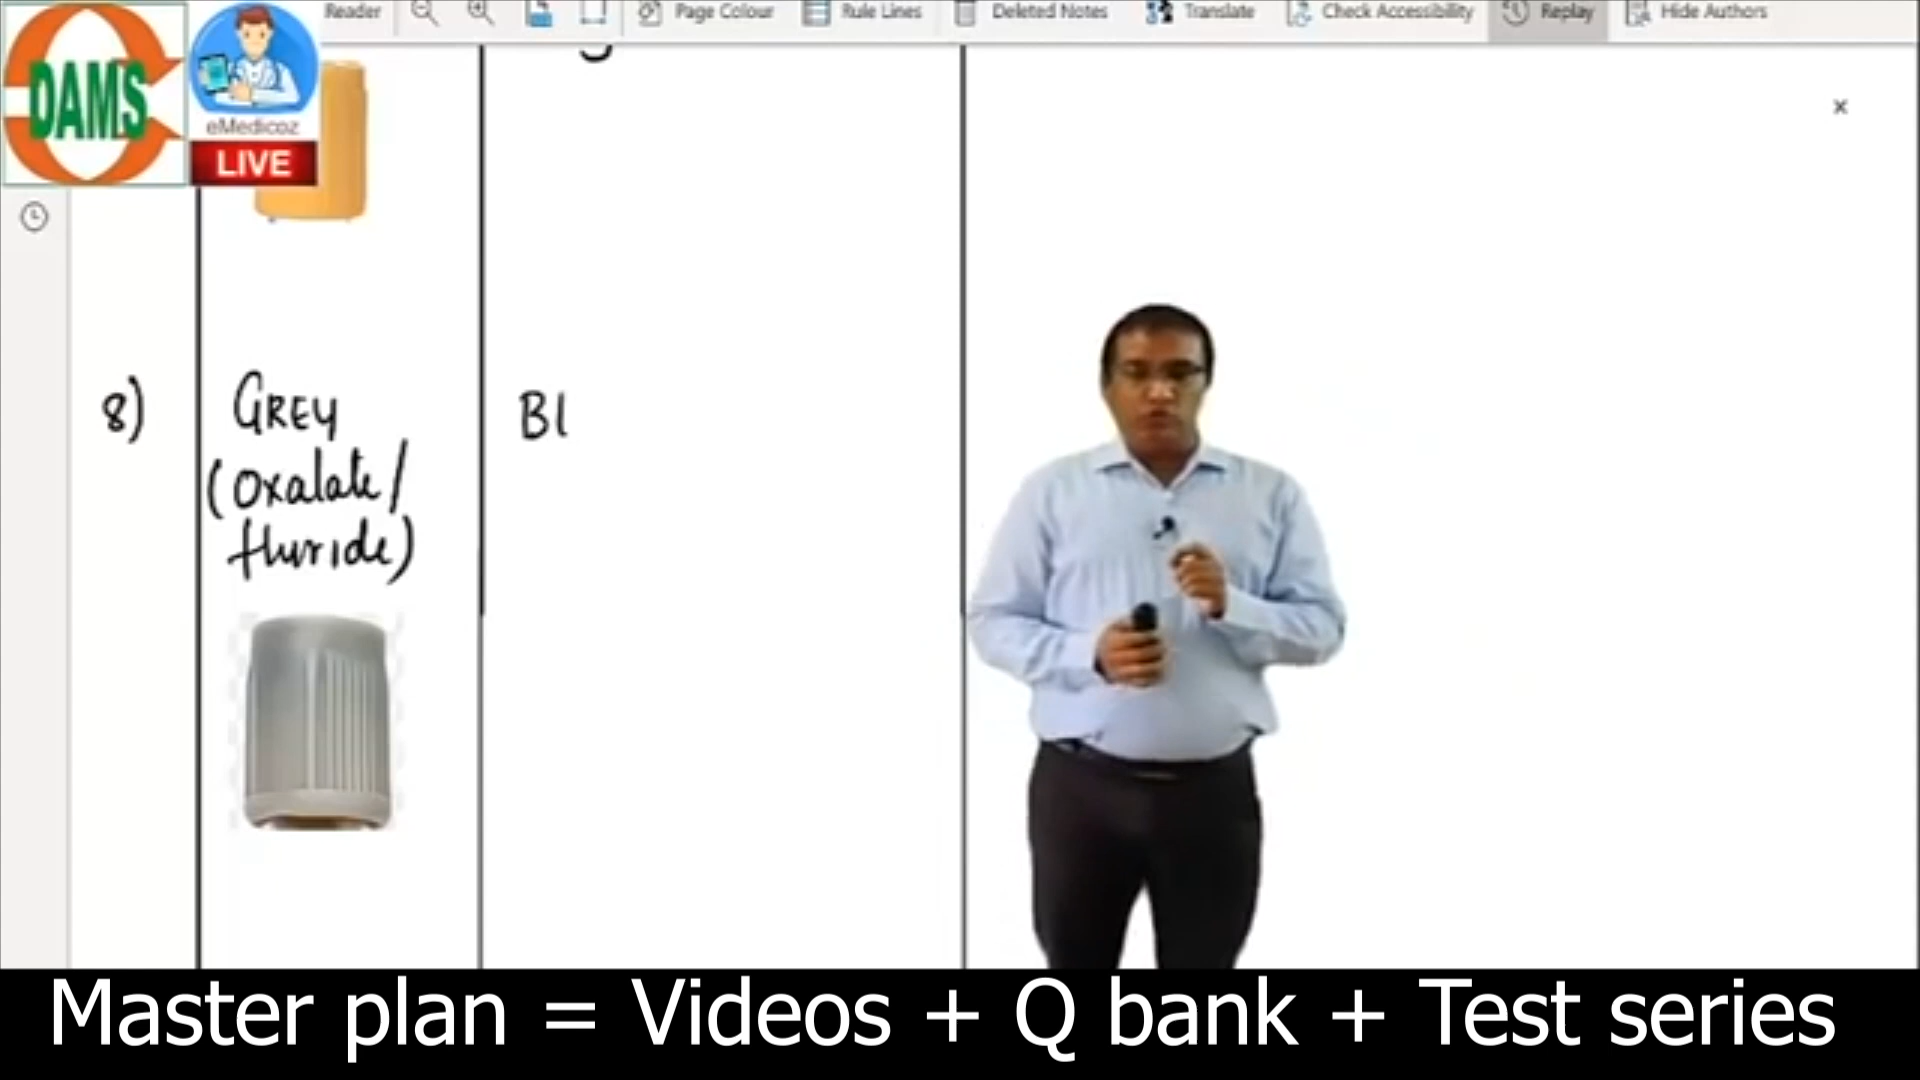 Reader Page Colour Rule Lines Deleted Notes Translate Check Accessibility Replay Hide Authors
DAMS
eMedicoz
LIVE
8) GREY Bl
(Oxalate/
fluride)
Master plan = Videos + Q bank + Test series